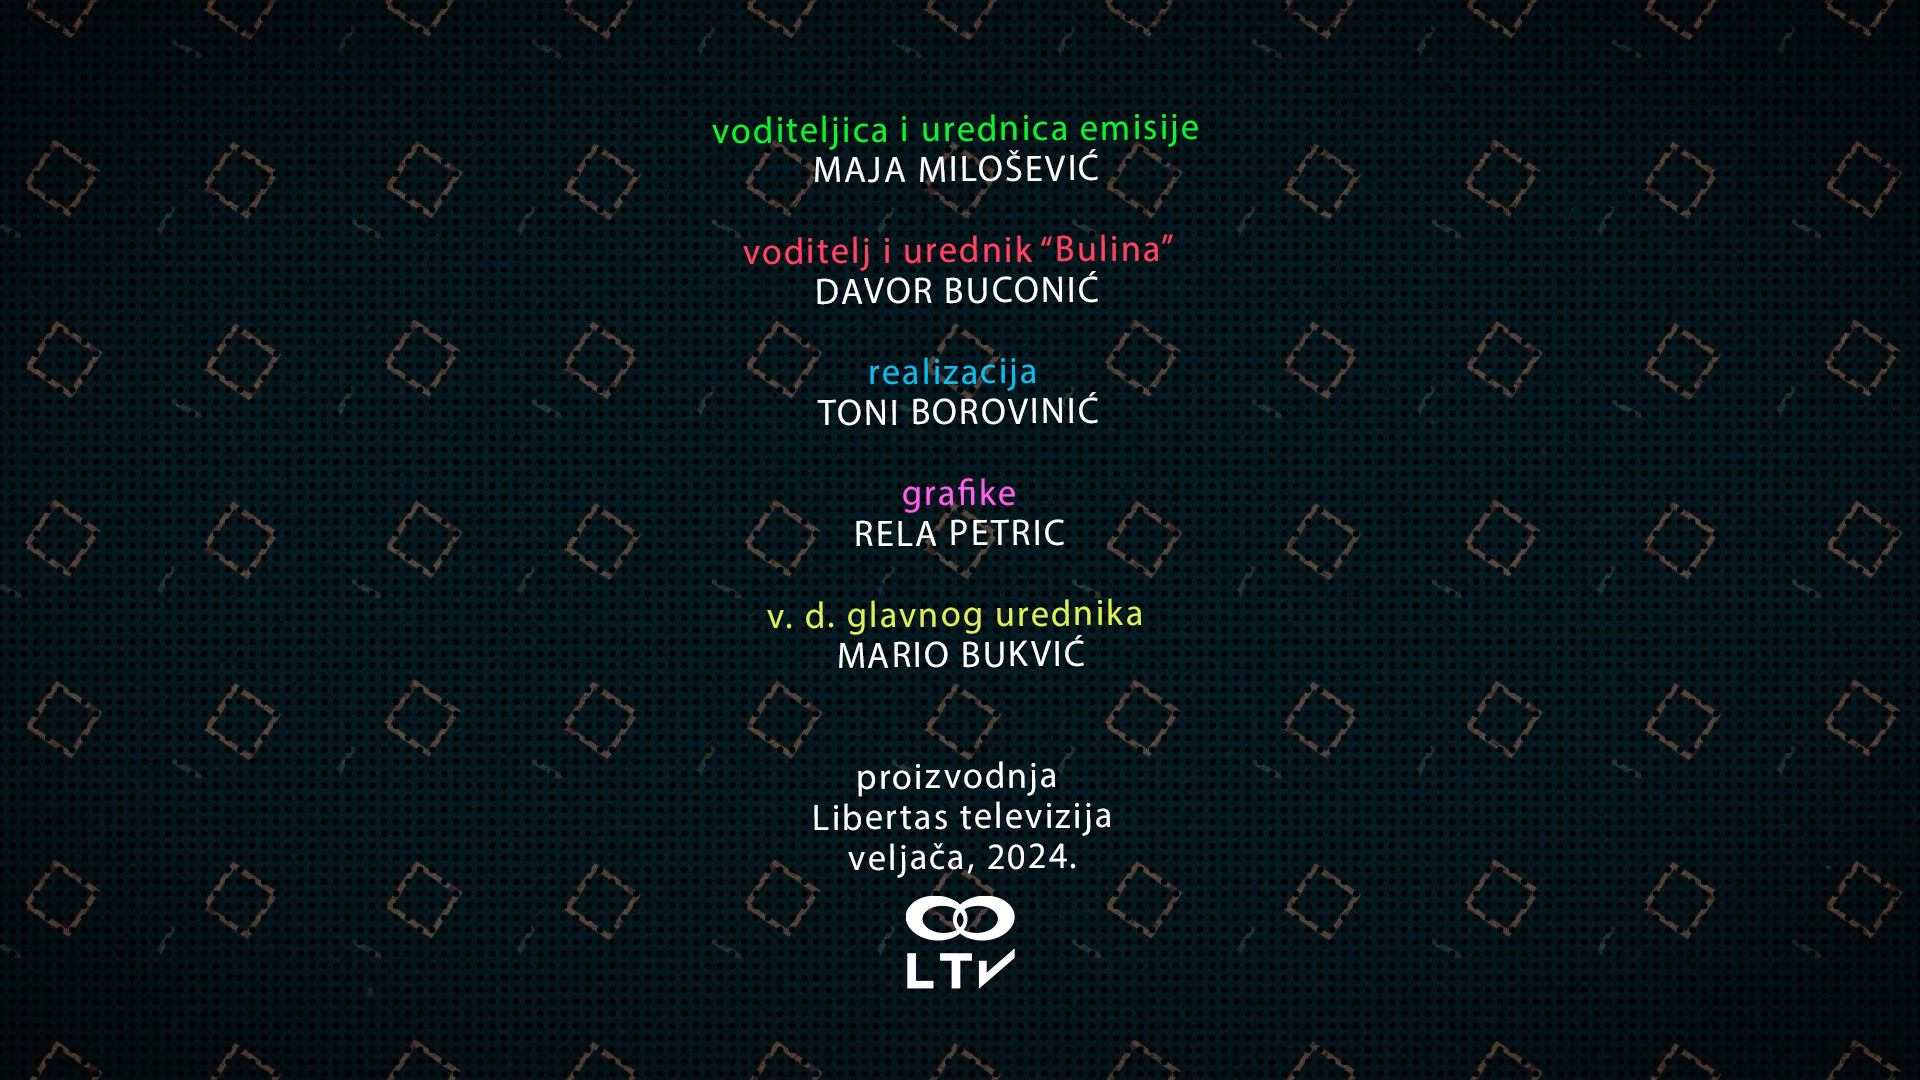 voditeljica i urednica emisije
MAJA MILOŠEVIĆ
voditelj i urednik “Bulina”
DAVOR BUCONIĆ
realizacija
TONI BOROVINIĆ
grafike
RELA PETRIC
v. d. glavnog urednika
MARIO BUKVIĆ
proizvodnja
Libertas televizija
veljača, 2024.
LTV